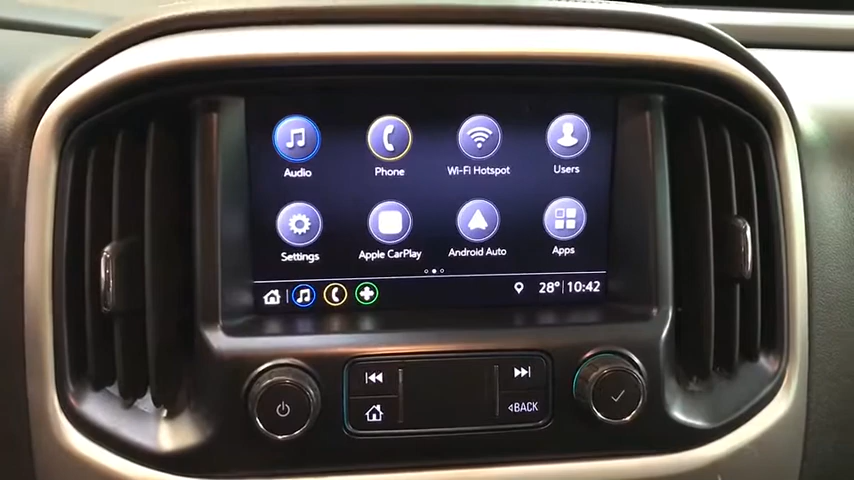 Audio Phone Wi-Fi Hotspot Users
Settings Apple CarPlay Android Auto Apps
28° 10:42
BACK